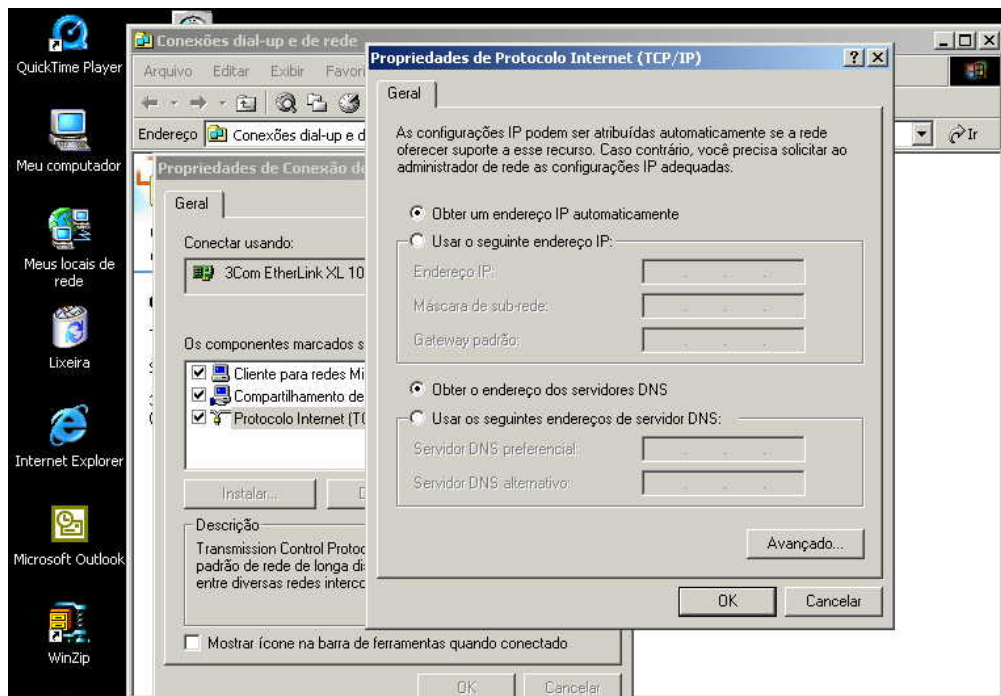 QuickTime Player
Meu computador
Meus locais de
rede
Lixeira
Internet Explorer
Microsoft Outlook
WinZip
Conexões dial-up e de rede
Arquivo Editar Exibir Favori
Endereço Conexões dial-up e d
Ir
Propriedades de Conexão de
Geral
Conectar usando:
3Com EtherLink XL 10
Os componentes marcados s
Cliente para redes Mi
Compartilhamento de
Protocolo Internet (TC
Instalar...
D
Descrição
Transmission Control Protoc
padrão de rede de longa di
entre diversas redes interco
Mostrar ícone na barra de ferramentas quando conectado
OK Cancelar
Propriedades de Protocolo Internet (TCP/IP)
Geral
As configurações IP podem ser atribuídas automaticamente se a rede
oferecer suporte a esse recurso. Caso contrário, você precisa solicitar ao
administrador de rede as configurações IP adequadas.
Obter um endereço IP automaticamente
Usar o seguinte endereço IP:
Endereço IP:
Máscara de sub-rede:
Gateway padrão:
Obter o endereço dos servidores DNS
Usar os seguintes endereços de servidor DNS:
Servidor DNS preferencial:
Servidor DNS alternativo:
Avançado...
OK Cancelar